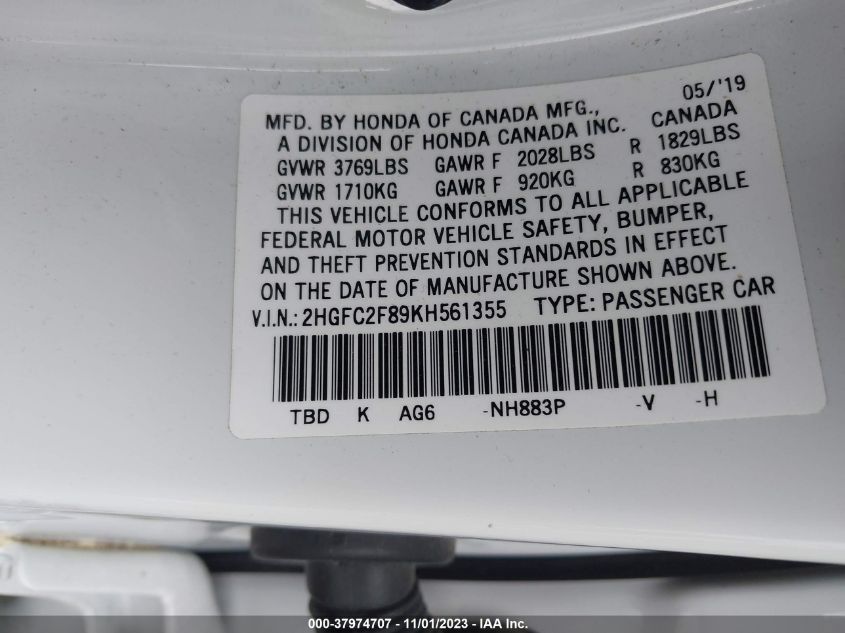 05/'19
MFD. BY HONDA OF CANADA MFG., CANADA
A DIVISION OF HONDA CANADA INC.
GVWR 3769LBS GAWR F 2028LBS R 1829LBS
GVWR 1710KG GAWR F 920KG R 830KG
THIS VEHICLE CONFORMS TO ALL APPLICABLE
FEDERAL MOTOR VEHICLE SAFETY, BUMPER,
AND THEFT PREVENTION STANDARDS IN EFFECT
ON THE DATE OF MANUFACTURE SHOWN ABOVE.
V.I.N.: 2HGFC2F89KH561355 TYPE: PASSENGER CAR
TBD K AG6 -NH883P -V -H
000-37974707 - 11/01/2023 - IAA Inc.